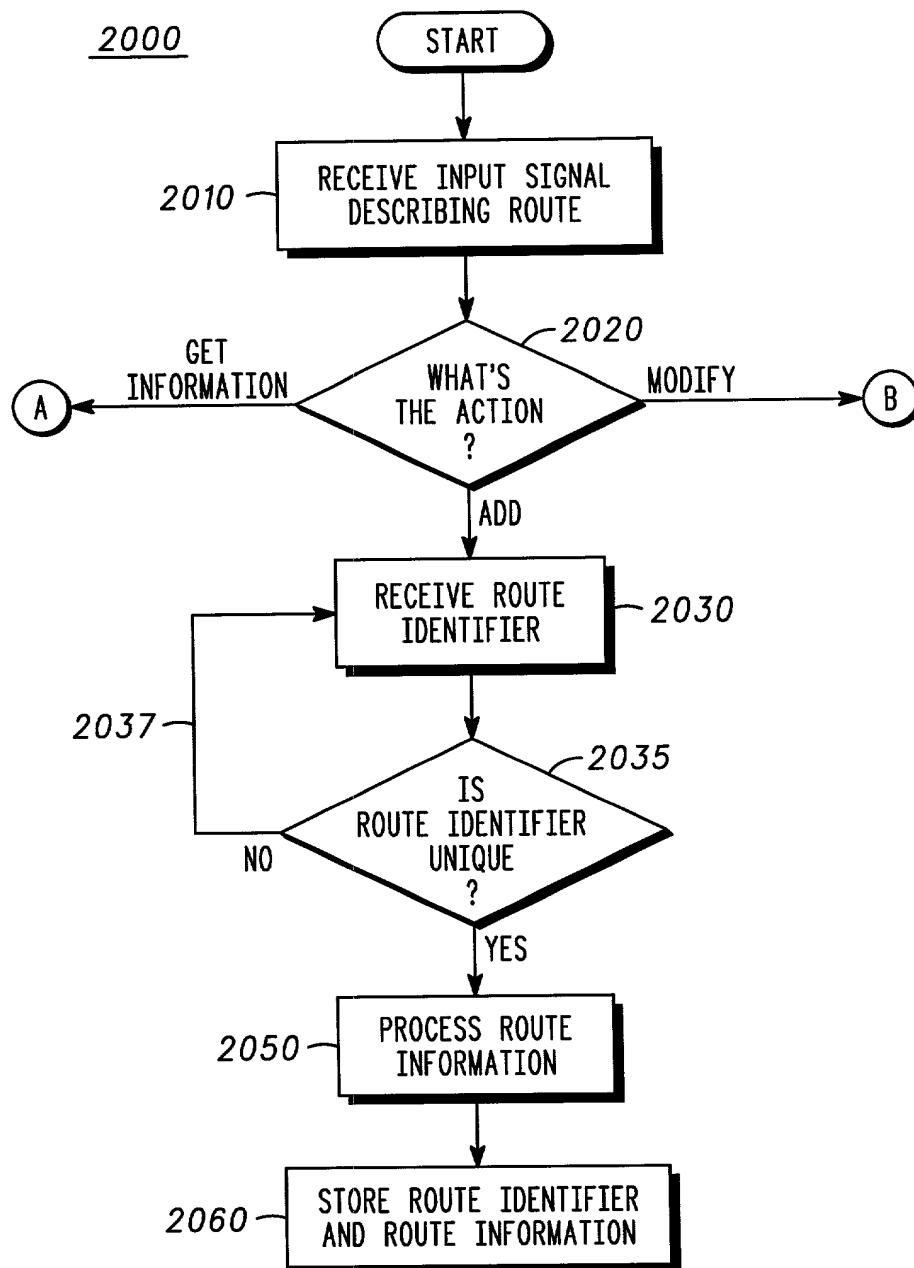 2000
START
RECEIVE INPUT SIGNAL
DESCRIBING ROUTE
2010
2020
WHAT'S
THE ACTION
?
GET
INFORMATION
A
MODIFY
B
ADD
RECEIVE ROUTE
IDENTIFIER
2030
2037
2035
IS
ROUTE IDENTIFIER
UNIQUE
?
NO
YES
PROCESS ROUTE
INFORMATION
2050
STORE ROUTE IDENTIFIER
AND ROUTE INFORMATION
2060